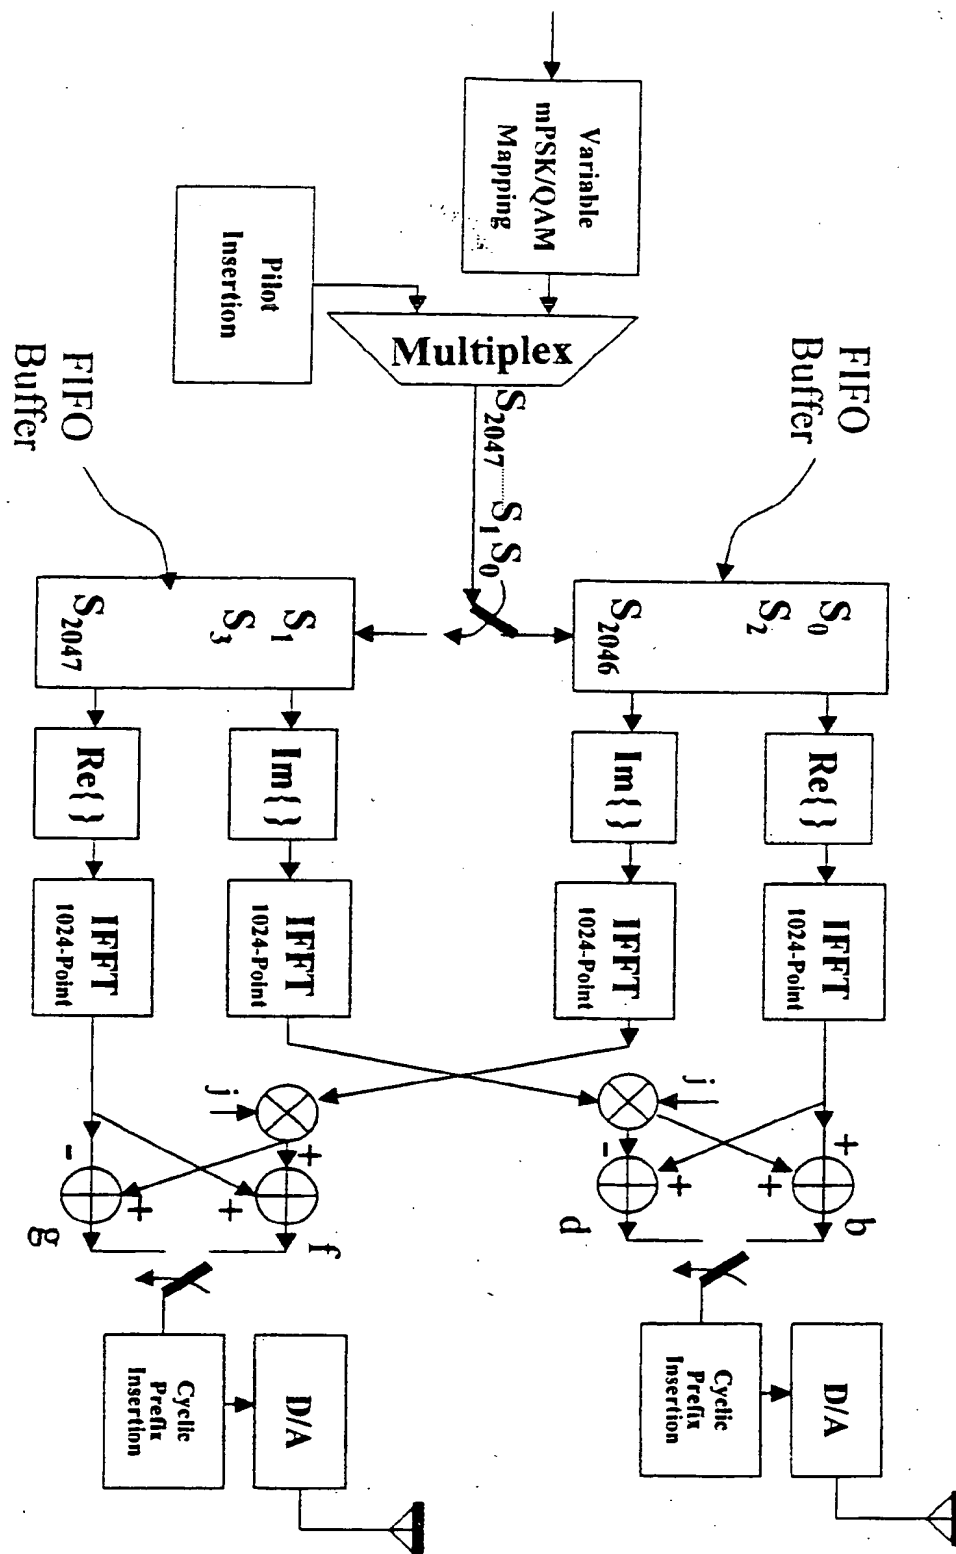 Variable
mPSK/QAM
Mapping
Pilot
Insertion
Multiplex
S2047 ........ S1 S0
FIFO
Buffer
S0
S2
S2046
Re{ }
IFFT
1024-Point
Im{ }
IFFT
1024-Point
j
+
+
b
-
+
d
Cyclic
Prefix
Insertion
D/A
FIFO
Buffer
S1
S3
S2047
Im{ }
IFFT
1024-Point
Re{ }
IFFT
1024-Point
j
+
+
f
-
+
g
Cyclic
Prefix
Insertion
D/A